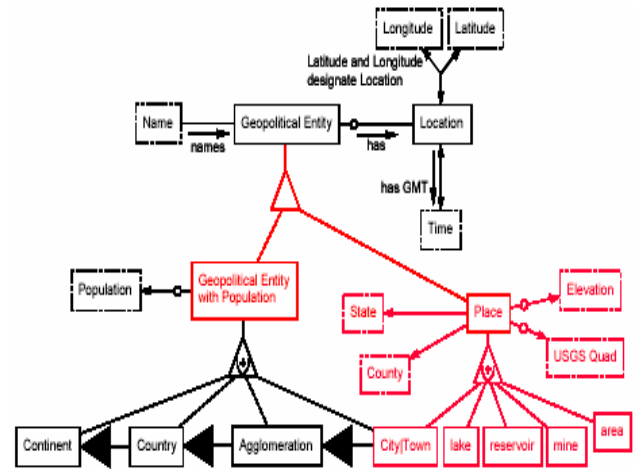 Longitude
Latitude
Latitude and Longitude
designate Location
Name
names
Geopolitical Entity
has
Location
has GMT
Time
Population
Geopolitical Entity
with Population
State
Place
Elevation
County
USGS Quad
+
+
Continent
Country
Agglomeration
City|Town
lake
reservoir
mine
area